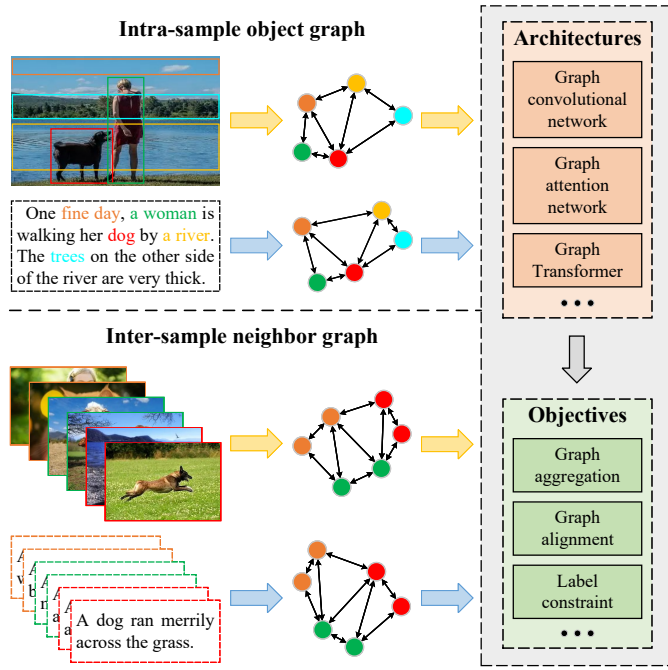 Intra-sample object graph
One fine day, a woman is
walking her dog by a river.
The trees on the other side
of the river are very thick.
Inter-sample neighbor graph
A
w
A
b
A
n
A
a
A
a
A dog ran merrily
across the grass.
Architectures
Graph
convolutional
network
Graph
attention
network
Graph
Transformer
Objectives
Graph
aggregation
Graph
alignment
Label
constraint